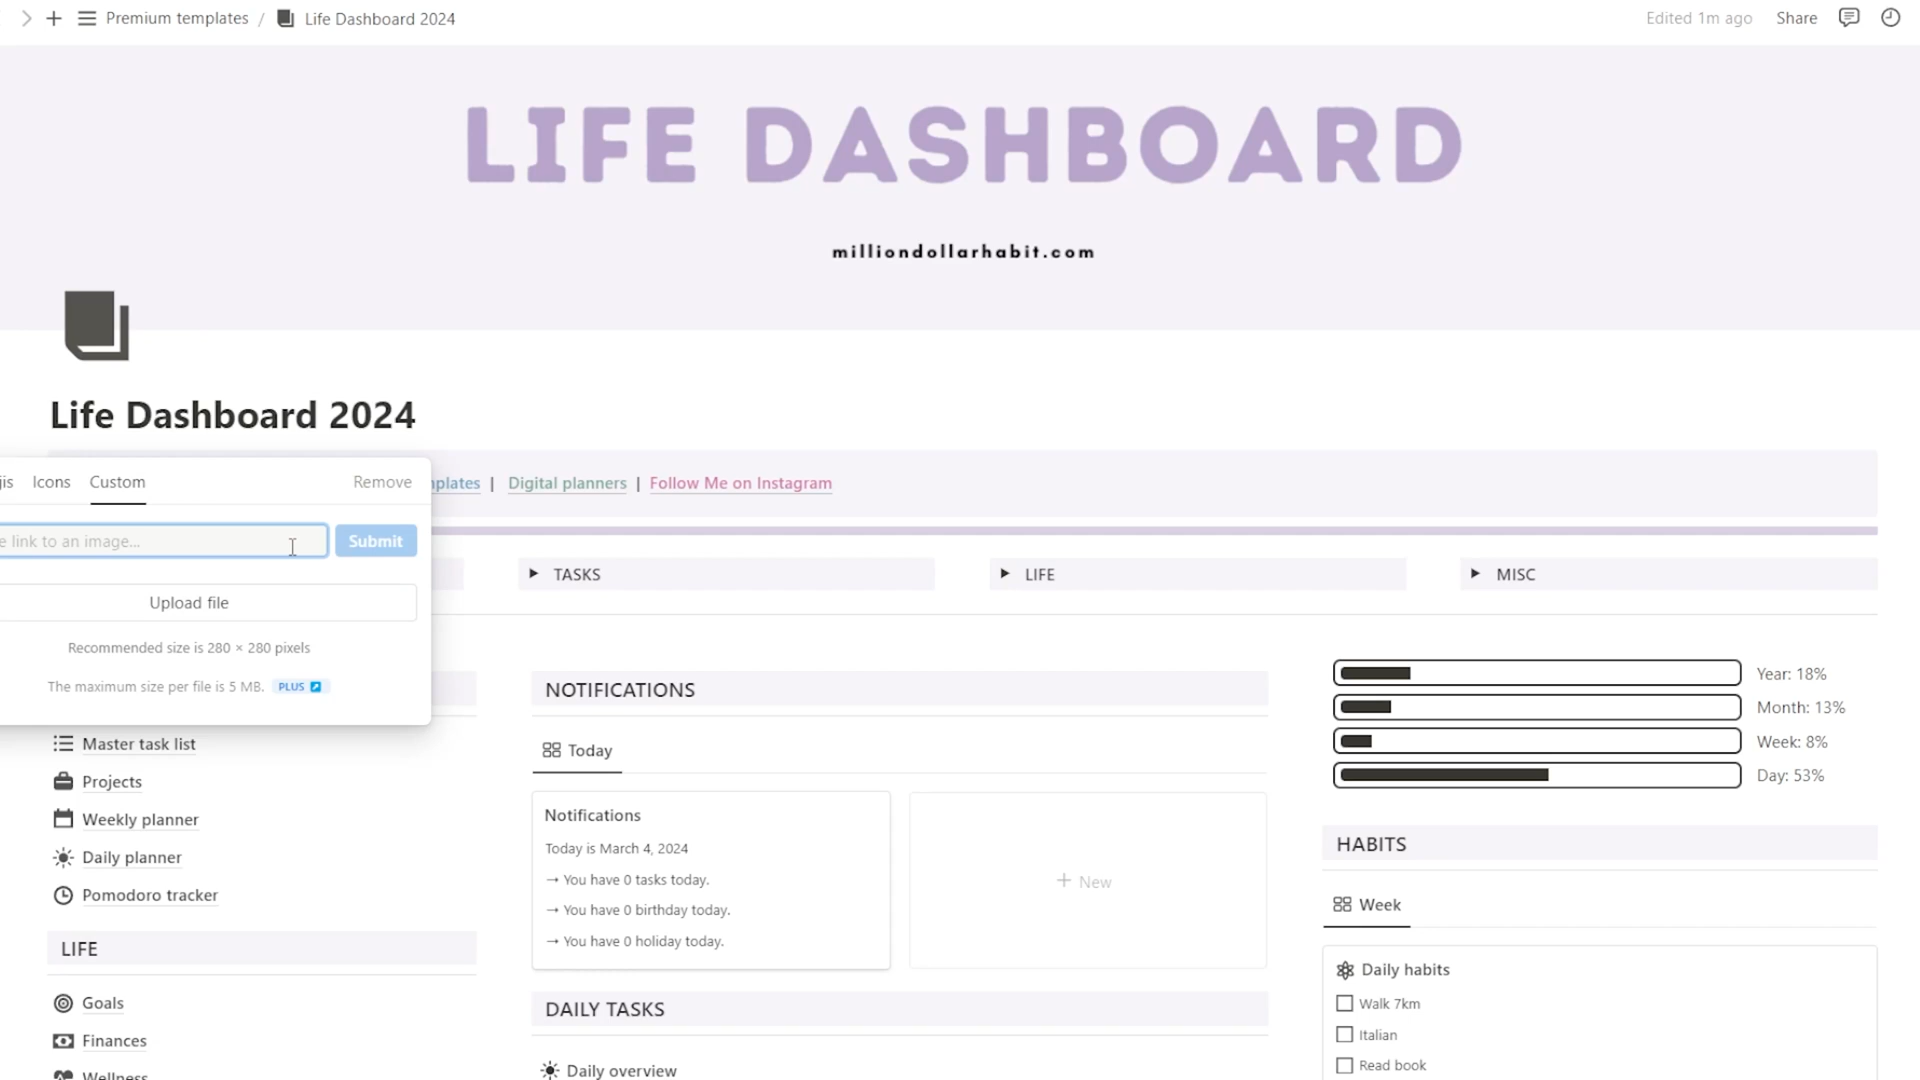 Premium templates / Life Dashboard 2024
Edited 1m ago Share
LIFE DASHBOARD
milliondollarhabit.com
Life Dashboard 2024
Icons Custom Remove
| Digital planners | Follow Me on Instagram
link to an image... Submit
TASKS LIFE MISC
Upload file
Recommended size is 280 × 280 pixels
The maximum size per file is 5 MB. PLUS
Master task list
Projects
Weekly planner
Daily planner
Pomodoro tracker
LIFE
Goals
Finances
Wellness
NOTIFICATIONS
Today
Notifications
Today is March 4, 2024
→ You have 0 tasks today.
→ You have 0 birthday today.
→ You have 0 holiday today.
+ New
DAILY TASKS
Daily overview
Year: 18%
Month: 13%
Week: 8%
Day: 53%
HABITS
Week
Daily habits
Walk 7km
Italian
Read book